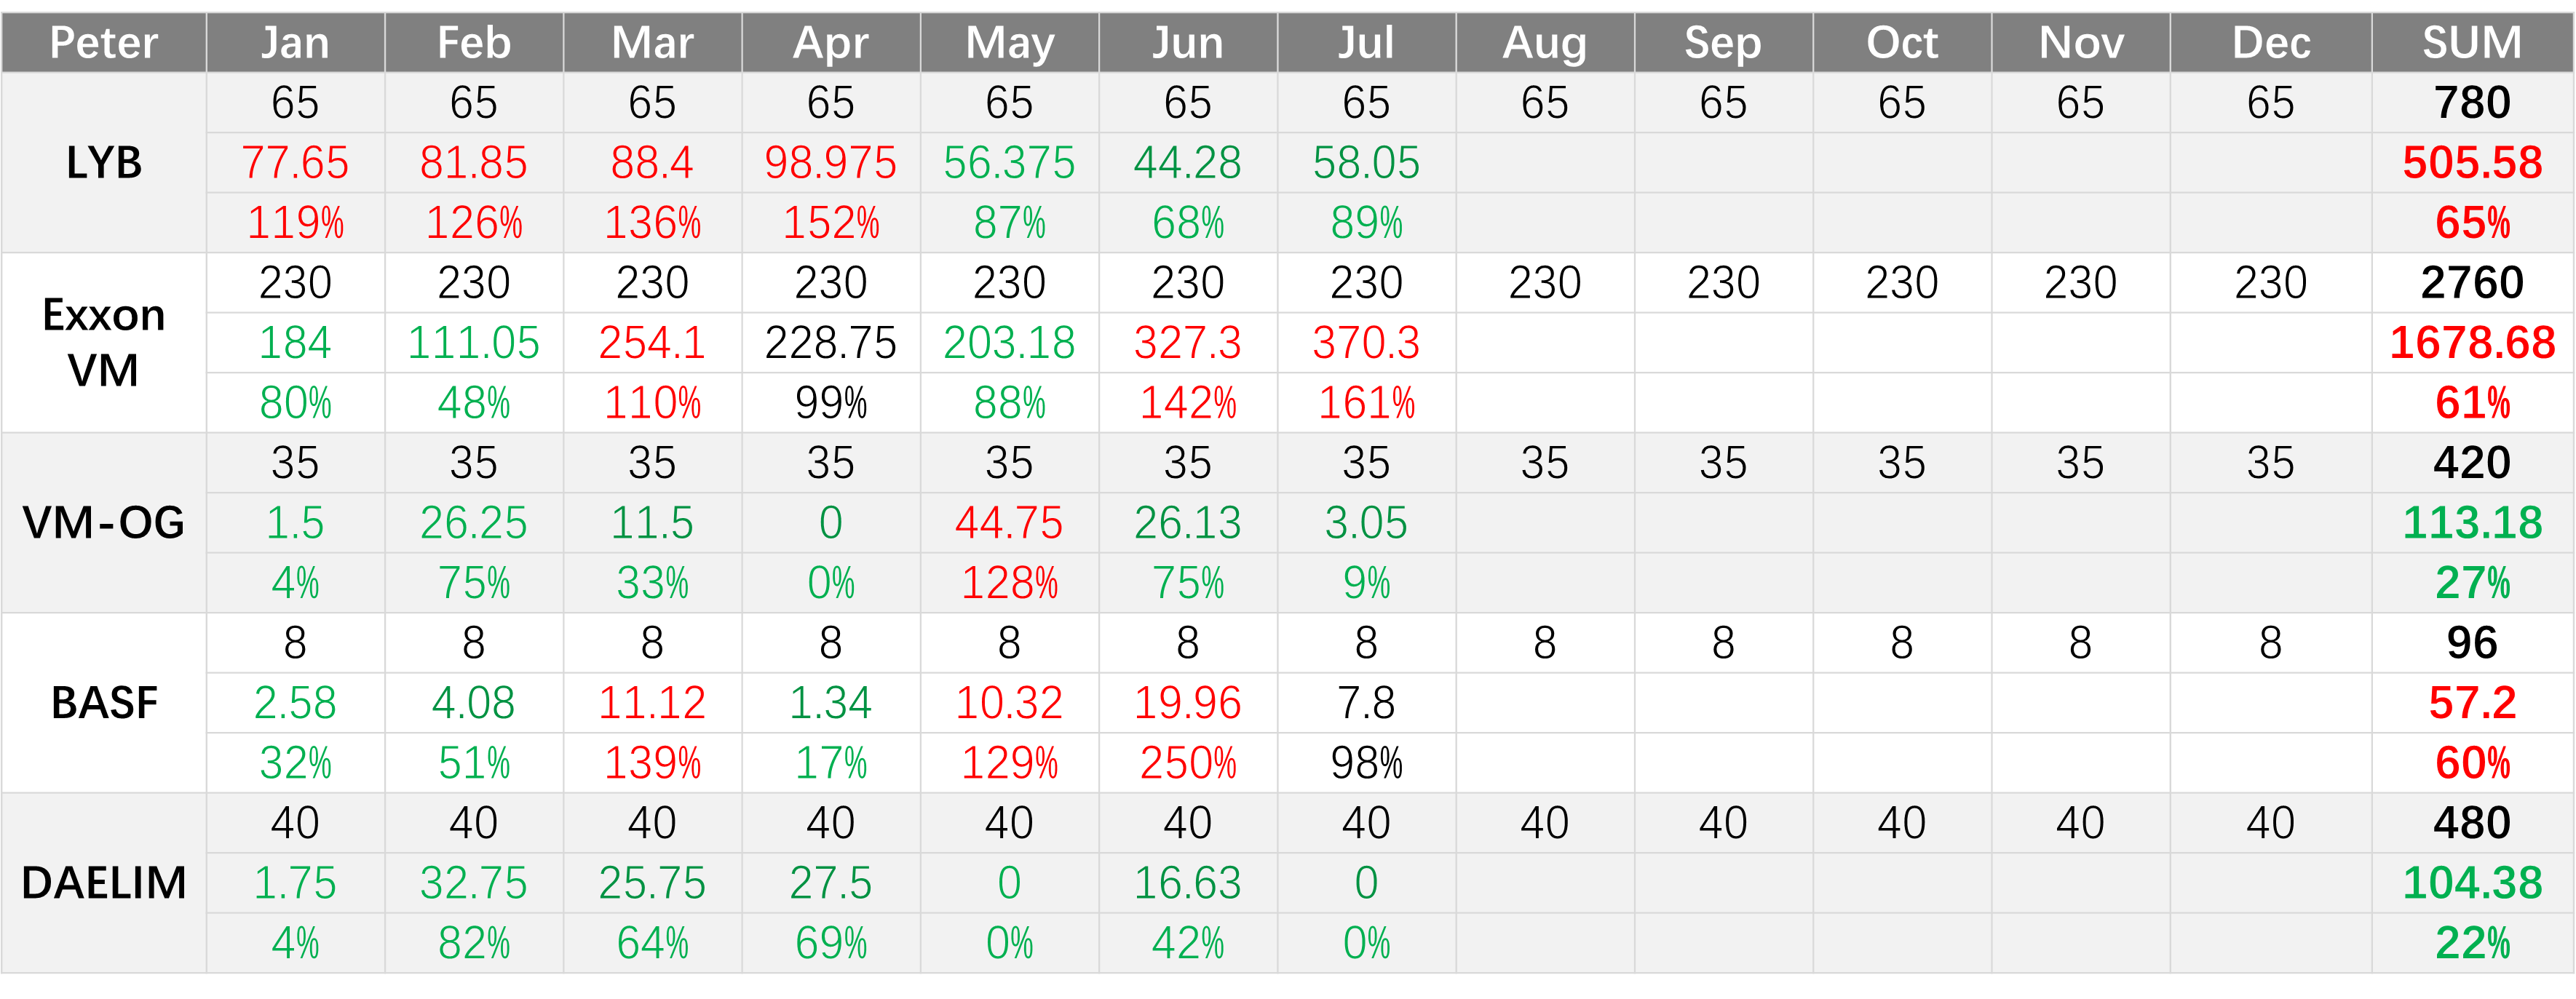 Peter Jan Feb Mar Apr May Jun Jul Aug Sep Oct Nov Dec SUM
LYB
65 65 65 65 65 65 65 65 65 65 65 65 780
77.65 81.85 88.4 98.975 56.375 44.28 58.05 505.58
119% 126% 136% 152% 87% 68% 89% 65%
Exxon
VM
230 230 230 230 230 230 230 230 230 230 230 230 2760
184 111.05 254.1 228.75 203.18 327.3 370.3 1678.68
80% 48% 110% 99% 88% 142% 161% 61%
VM-OG
35 35 35 35 35 35 35 35 35 35 35 35 420
1.5 26.25 11.5 0 44.75 26.13 3.05 113.18
4% 75% 33% 0% 128% 75% 9% 27%
BASF
8 8 8 8 8 8 8 8 8 8 8 8 96
2.58 4.08 11.12 1.34 10.32 19.96 7.8 57.2
32% 51% 139% 17% 129% 250% 98% 60%
DAELIM
40 40 40 40 40 40 40 40 40 40 40 40 480
1.75 32.75 25.75 27.5 0 16.63 0 104.38
4% 82% 64% 69% 0% 42% 0% 22%